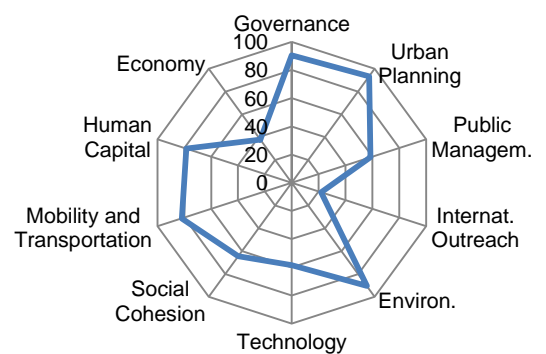 Governance
100
80
60
40
20
0
Urban
Planning
Public
Managem.
Internat.
Outreach
Environ.
Technology
Social
Cohesion
Mobility and
Transportation
Human
Capital
Economy